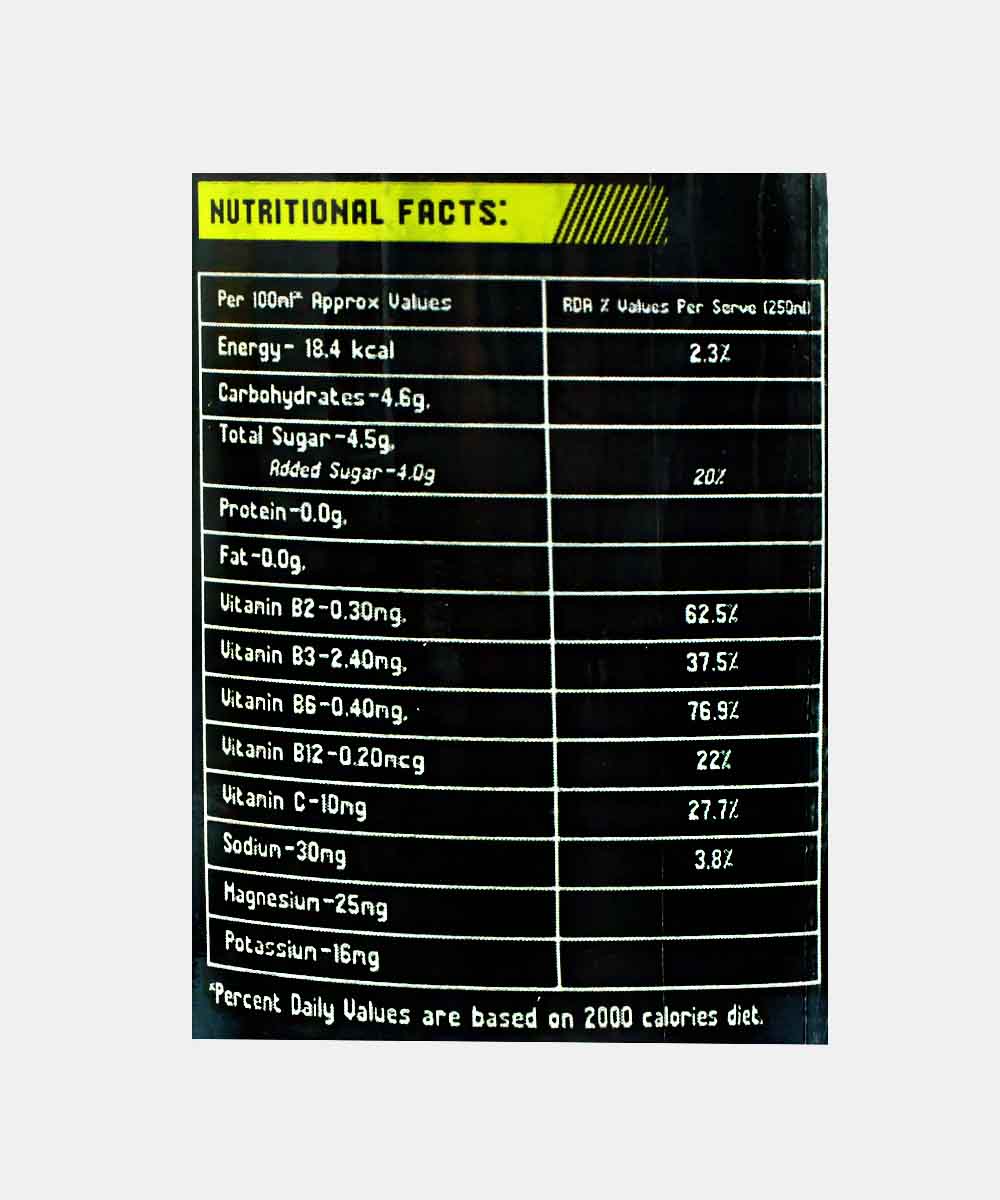 NUTRITIONAL FACTS:
Per 100ml* Approx Values RDA % Values Per Serve (250ml)
Energy- 18.4 kcal 2.3%
Carbohydrates-4.6g,
Total Sugar-4.5g,
Added Sugar-4.0g 20%
Protein-0.0g,
Fat-0.0g,
Vitamin B2-0.30mg, 62.5%
Vitamin B3-2.40mg, 37.5%
Vitamin B6-0.40mg, 76.9%
Vitamin B12-0.20mcg 22%
Vitamin C-10mg 27.7%
Sodium-30mg 3.8%
Magnesium-25mg
Potassium-16mg
*Percent Daily Values are based on 2000 calories diet.